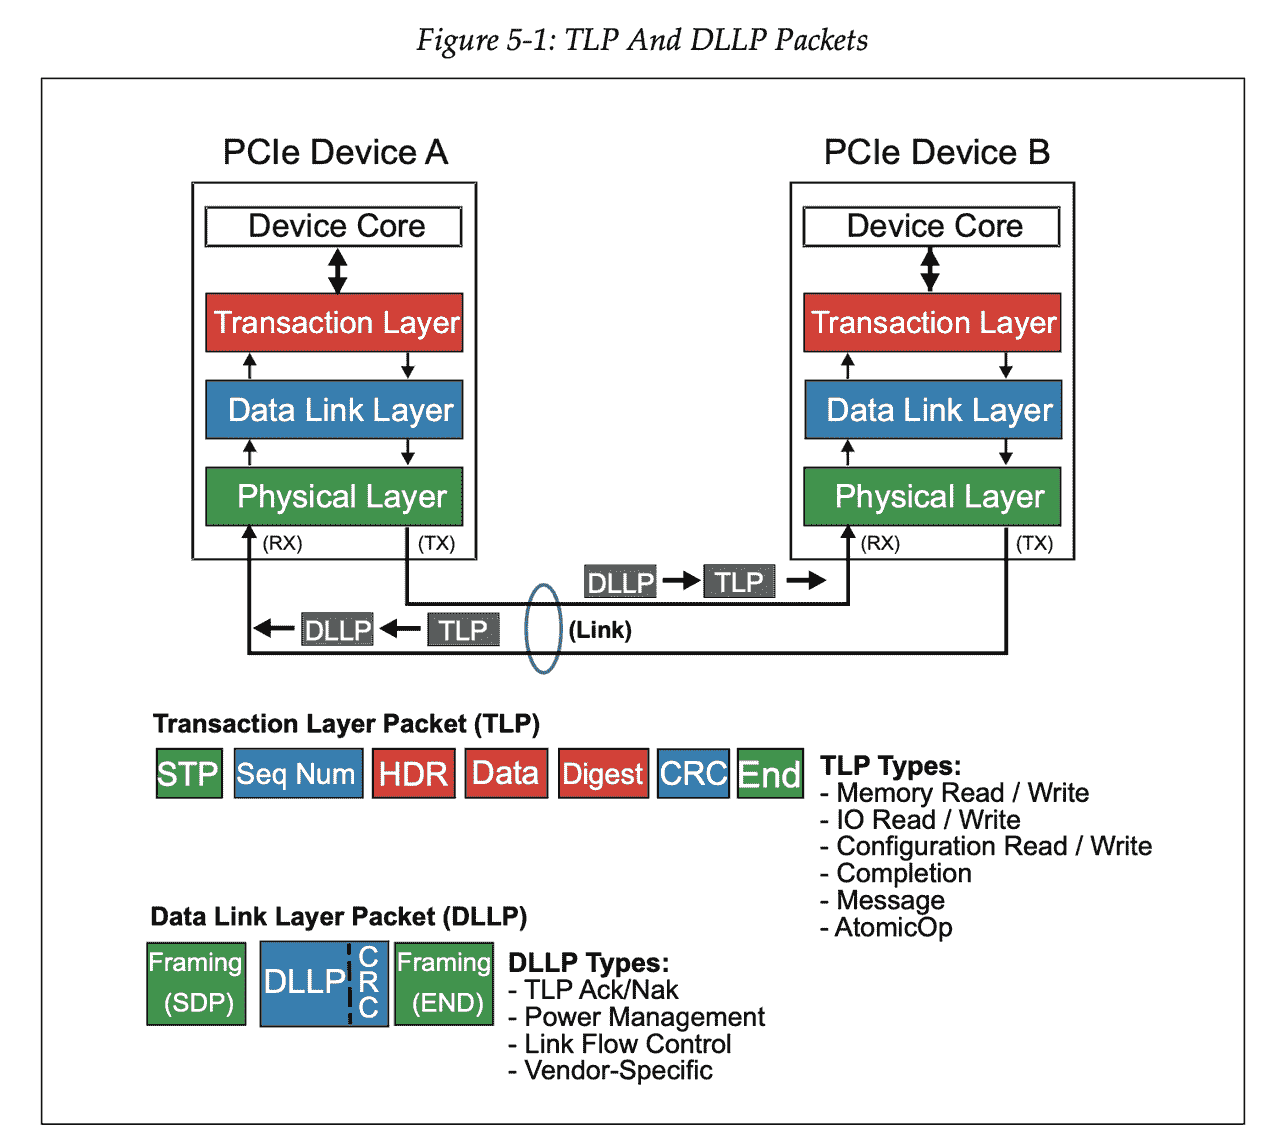 Figure 5-1: TLP And DLLP Packets
PCIe Device A
PCIe Device B
Device Core
Device Core
Transaction Layer
Transaction Layer
Data Link Layer
Data Link Layer
Physical Layer
Physical Layer
(RX)
(TX)
(RX)
(TX)
DLLP
TLP
DLLP
TLP
(Link)
Transaction Layer Packet (TLP)
STP
Seq Num
HDR
Data
Digest
CRC
End
TLP Types:
- Memory Read / Write
- IO Read / Write
- Configuration Read / Write
- Completion
- Message
- AtomicOp
Data Link Layer Packet (DLLP)
Framing
(SDP)
DLLP
CRC
Framing
(END)
DLLP Types:
- TLP Ack/Nak
- Power Management
- Link Flow Control
- Vendor-Specific